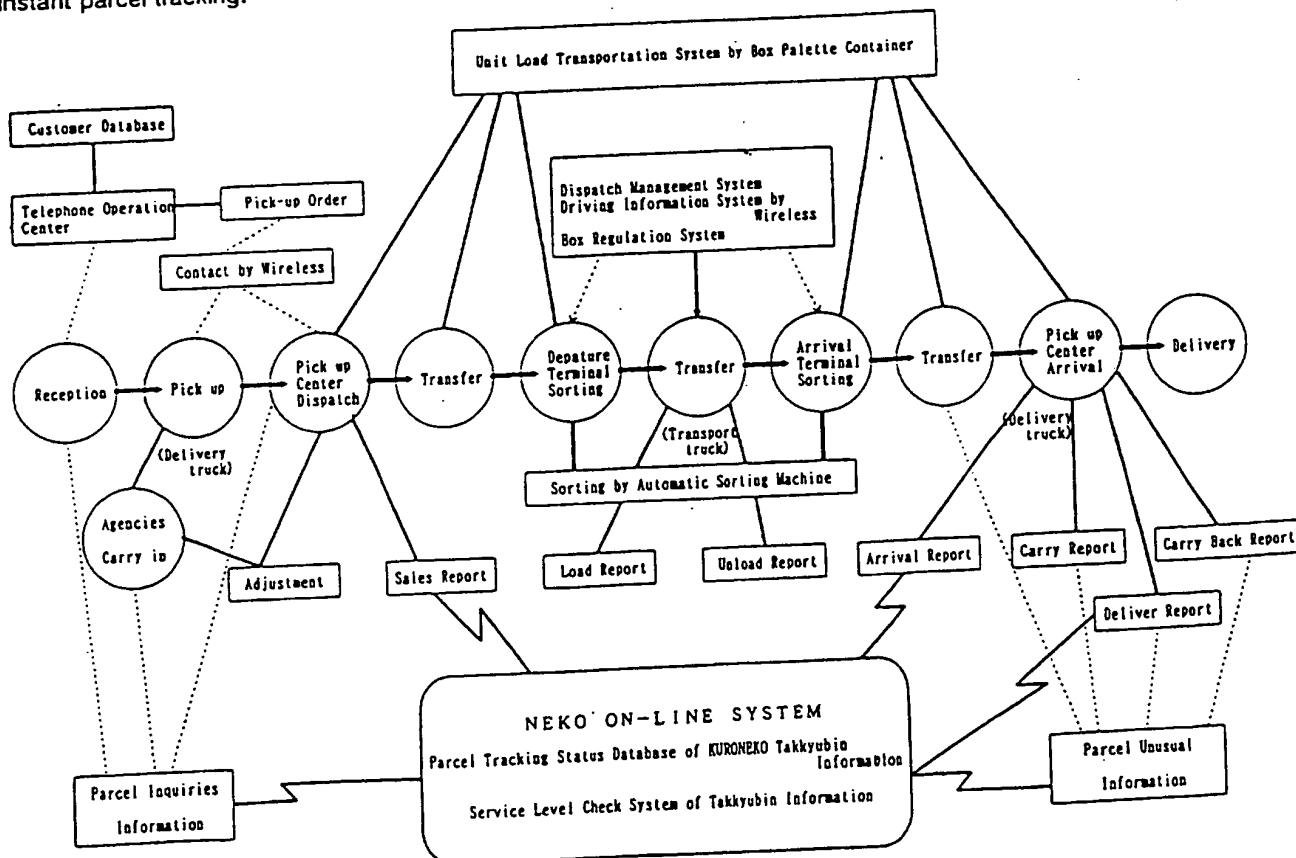 instant parcel tracking.
Unit Load Transportation System by Box Palette Container
Customer Database
Telephone Operation
Center
Pick-up Order
Contact by Wireless
Dispatch Management System
Driving Information System by
Wireless
Box Regulation System
Reception
Pick up
Pick up
Center
Dispatch
Transfer
Depature
Terminal
Sorting
Transfer
Arrival
Terminal
Sorting
Transfer
Pick up
Center
Arrival
Delivery
(Delivery
truck)
(Transport
truck)
(Delivery
truck)
Agencies
Carry in
Sorting by Automatic Sorting Machine
Adjustment
Sales Report
Load Report
Unload Report
Arrival Report
Carry Report
Carry Back Report
Deliver Report
NEKO ON-LINE SYSTEM
Parcel Tracking Status Database of KURONEKO Takkyubin
Information
Service Level Check System of Takkyubin Information
Parcel Inquiries
Information
Parcel Unusual
Information